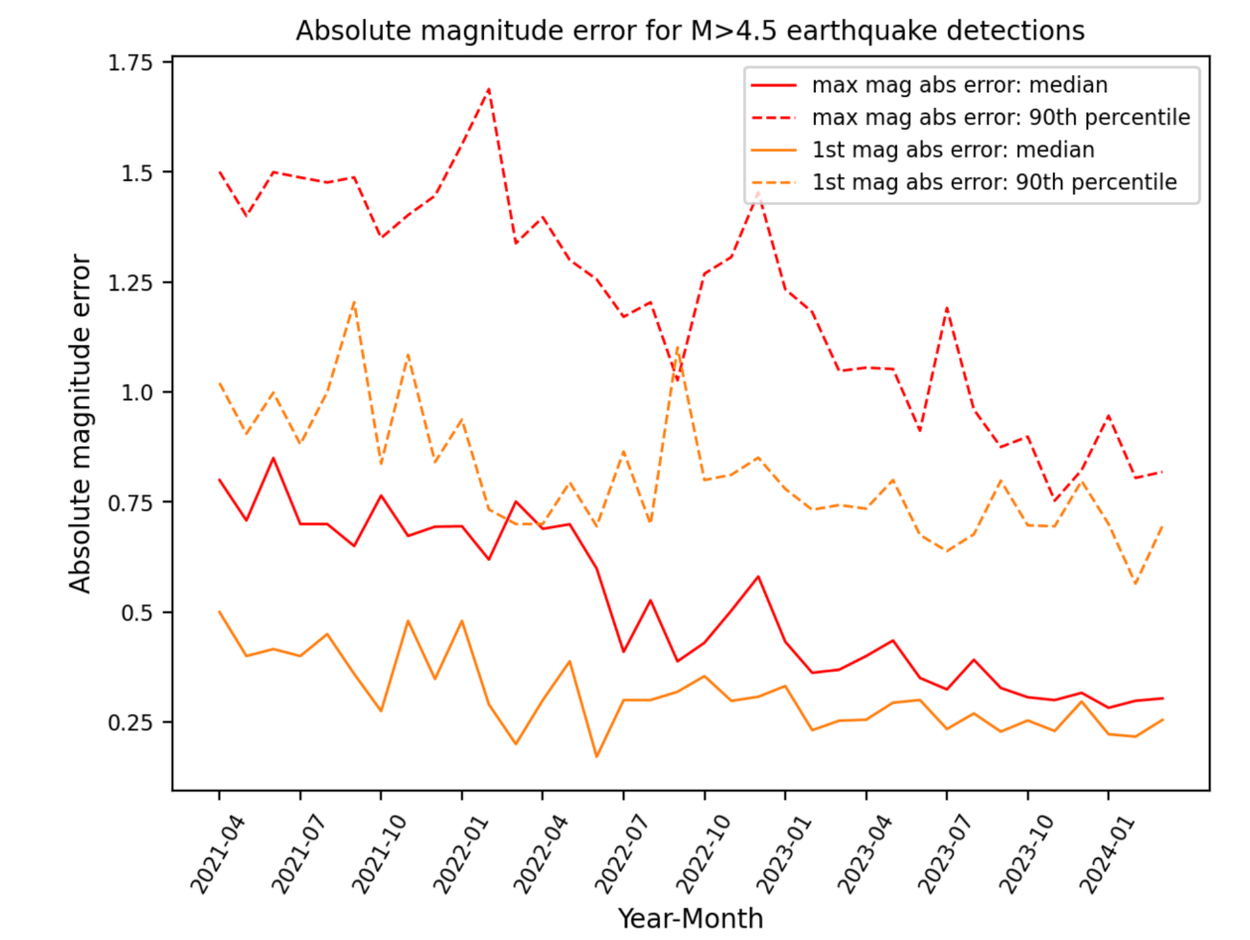 Absolute magnitude error for M>4.5 earthquake detections
max mag abs error: median
max mag abs error: 90th percentile
1st mag abs error: median
1st mag abs error: 90th percentile
Absolute magnitude error
1.75
1.5
1.25
1.0
0.75
0.5
0.25
2021-04
2021-07
2021-10
2022-01
2022-04
2022-07
2022-10
2023-01
2023-04
2023-07
2023-10
2024-01
Year-Month